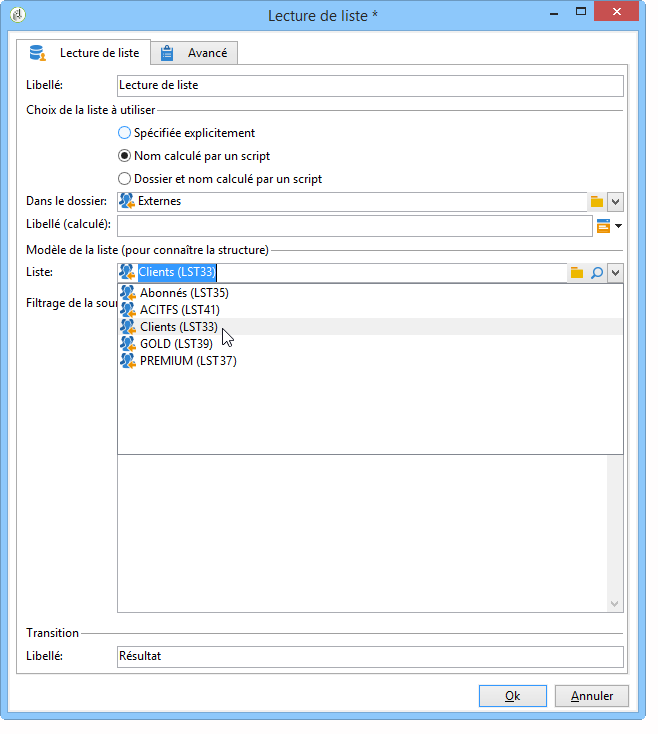 Lecture de liste *
Lecture de liste
Avancé
Libellé:
Lecture de liste
Choix de la liste à utiliser
Spécifiée explicitement
Nom calculé par un script
Dossier et nom calculé par un script
Dans le dossier:
Externes
Libellé (calculé):
Modèle de la liste (pour connaître la structure)
Liste:
Clients (LST33)
Filtrage de la sou
Abonnés (LST35)
ACITFS (LST41)
Clients (LST33)
GOLD (LST39)
PREMIUM (LST37)
Transition
Libellé:
Résultat
Ok
Annuler